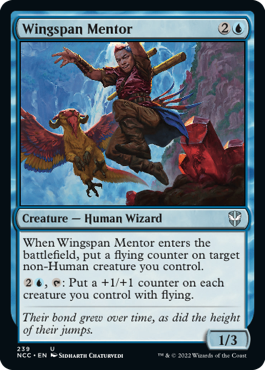 Wingspan Mentor 2
Creature — Human Wizard
When Wingspan Mentor enters the
battlefield, put a flying counter on target
non-Human creature you control.
2 , : Put a +1/+1 counter on each
creature you control with flying.
Their bond grew over time, as did the height
of their jumps.
1/3
239 U
NCC • EN Sidharth Chaturvedi
™ & © 2022 Wizards of the Coast